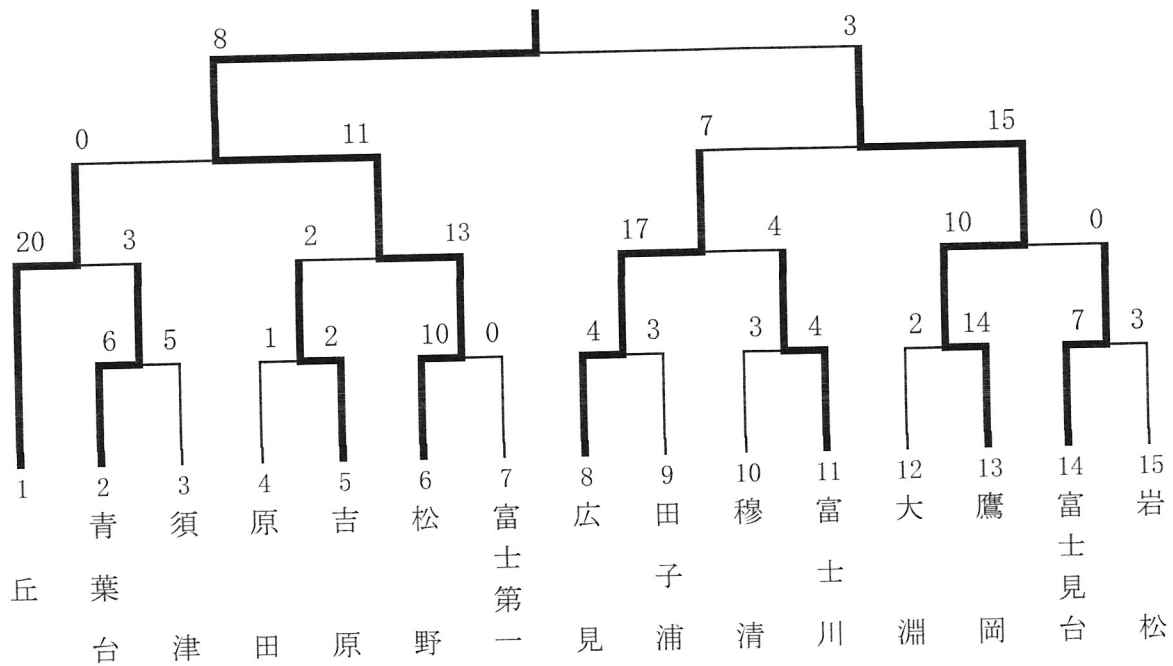 8 3
0 11 7 15
20 3 2 13 17 4 10 0
6 5 1 2 10 0 4 3 3 4 2 14 7 3
1 丘
2 青葉台
3 須津
4 原田
5 吉原
6 松野
7 富士第一
8 広見
9 田子浦
10 穆清
11 富士川
12 大淵
13 鷹岡
14 富士見台
15 岩松